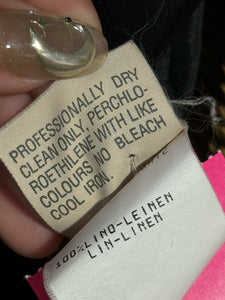 PROFESSIONALLY DRY
CLEAN ONLY, PERCHLO-
ROETHILENE WITH LIKE
COLOURS NO BLEACH
COOL IRON.
100%LINO-LEINEN
LIN-LINEN